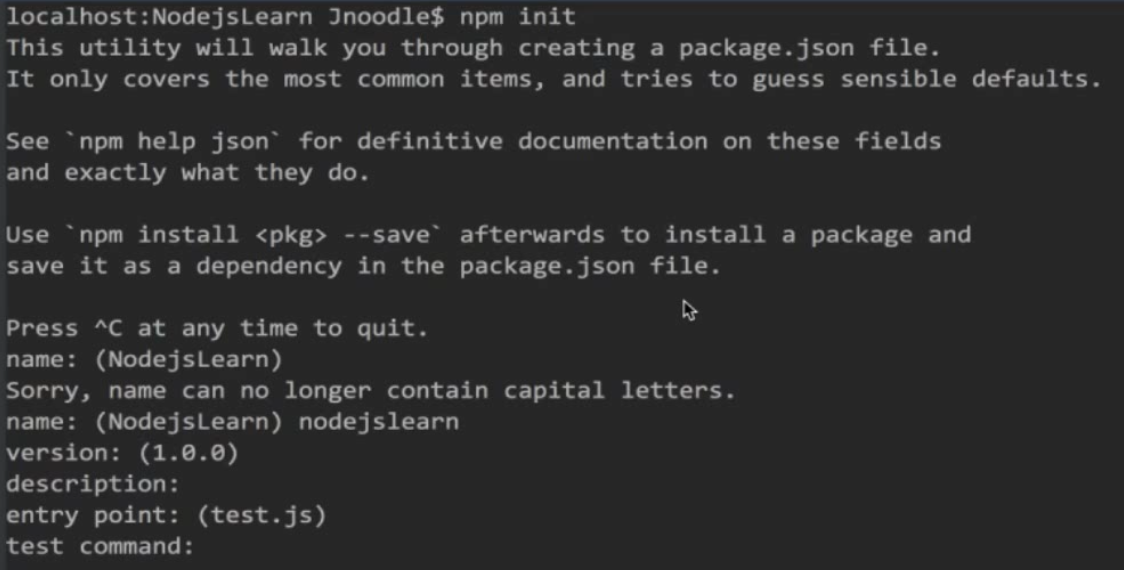 localhost:NodejsLearn Jnoodle$ npm init
This utility will walk you through creating a package.json file.
It only covers the most common items, and tries to guess sensible defaults.
See `npm help json` for definitive documentation on these fields
and exactly what they do.
Use `npm install <pkg> --save` afterwards to install a package and
save it as a dependency in the package.json file.
Press ^C at any time to quit.
name: (NodejsLearn)
Sorry, name can no longer contain capital letters.
name: (NodejsLearn) nodejslearn
version: (1.0.0)
description:
entry point: (test.js)
test command: